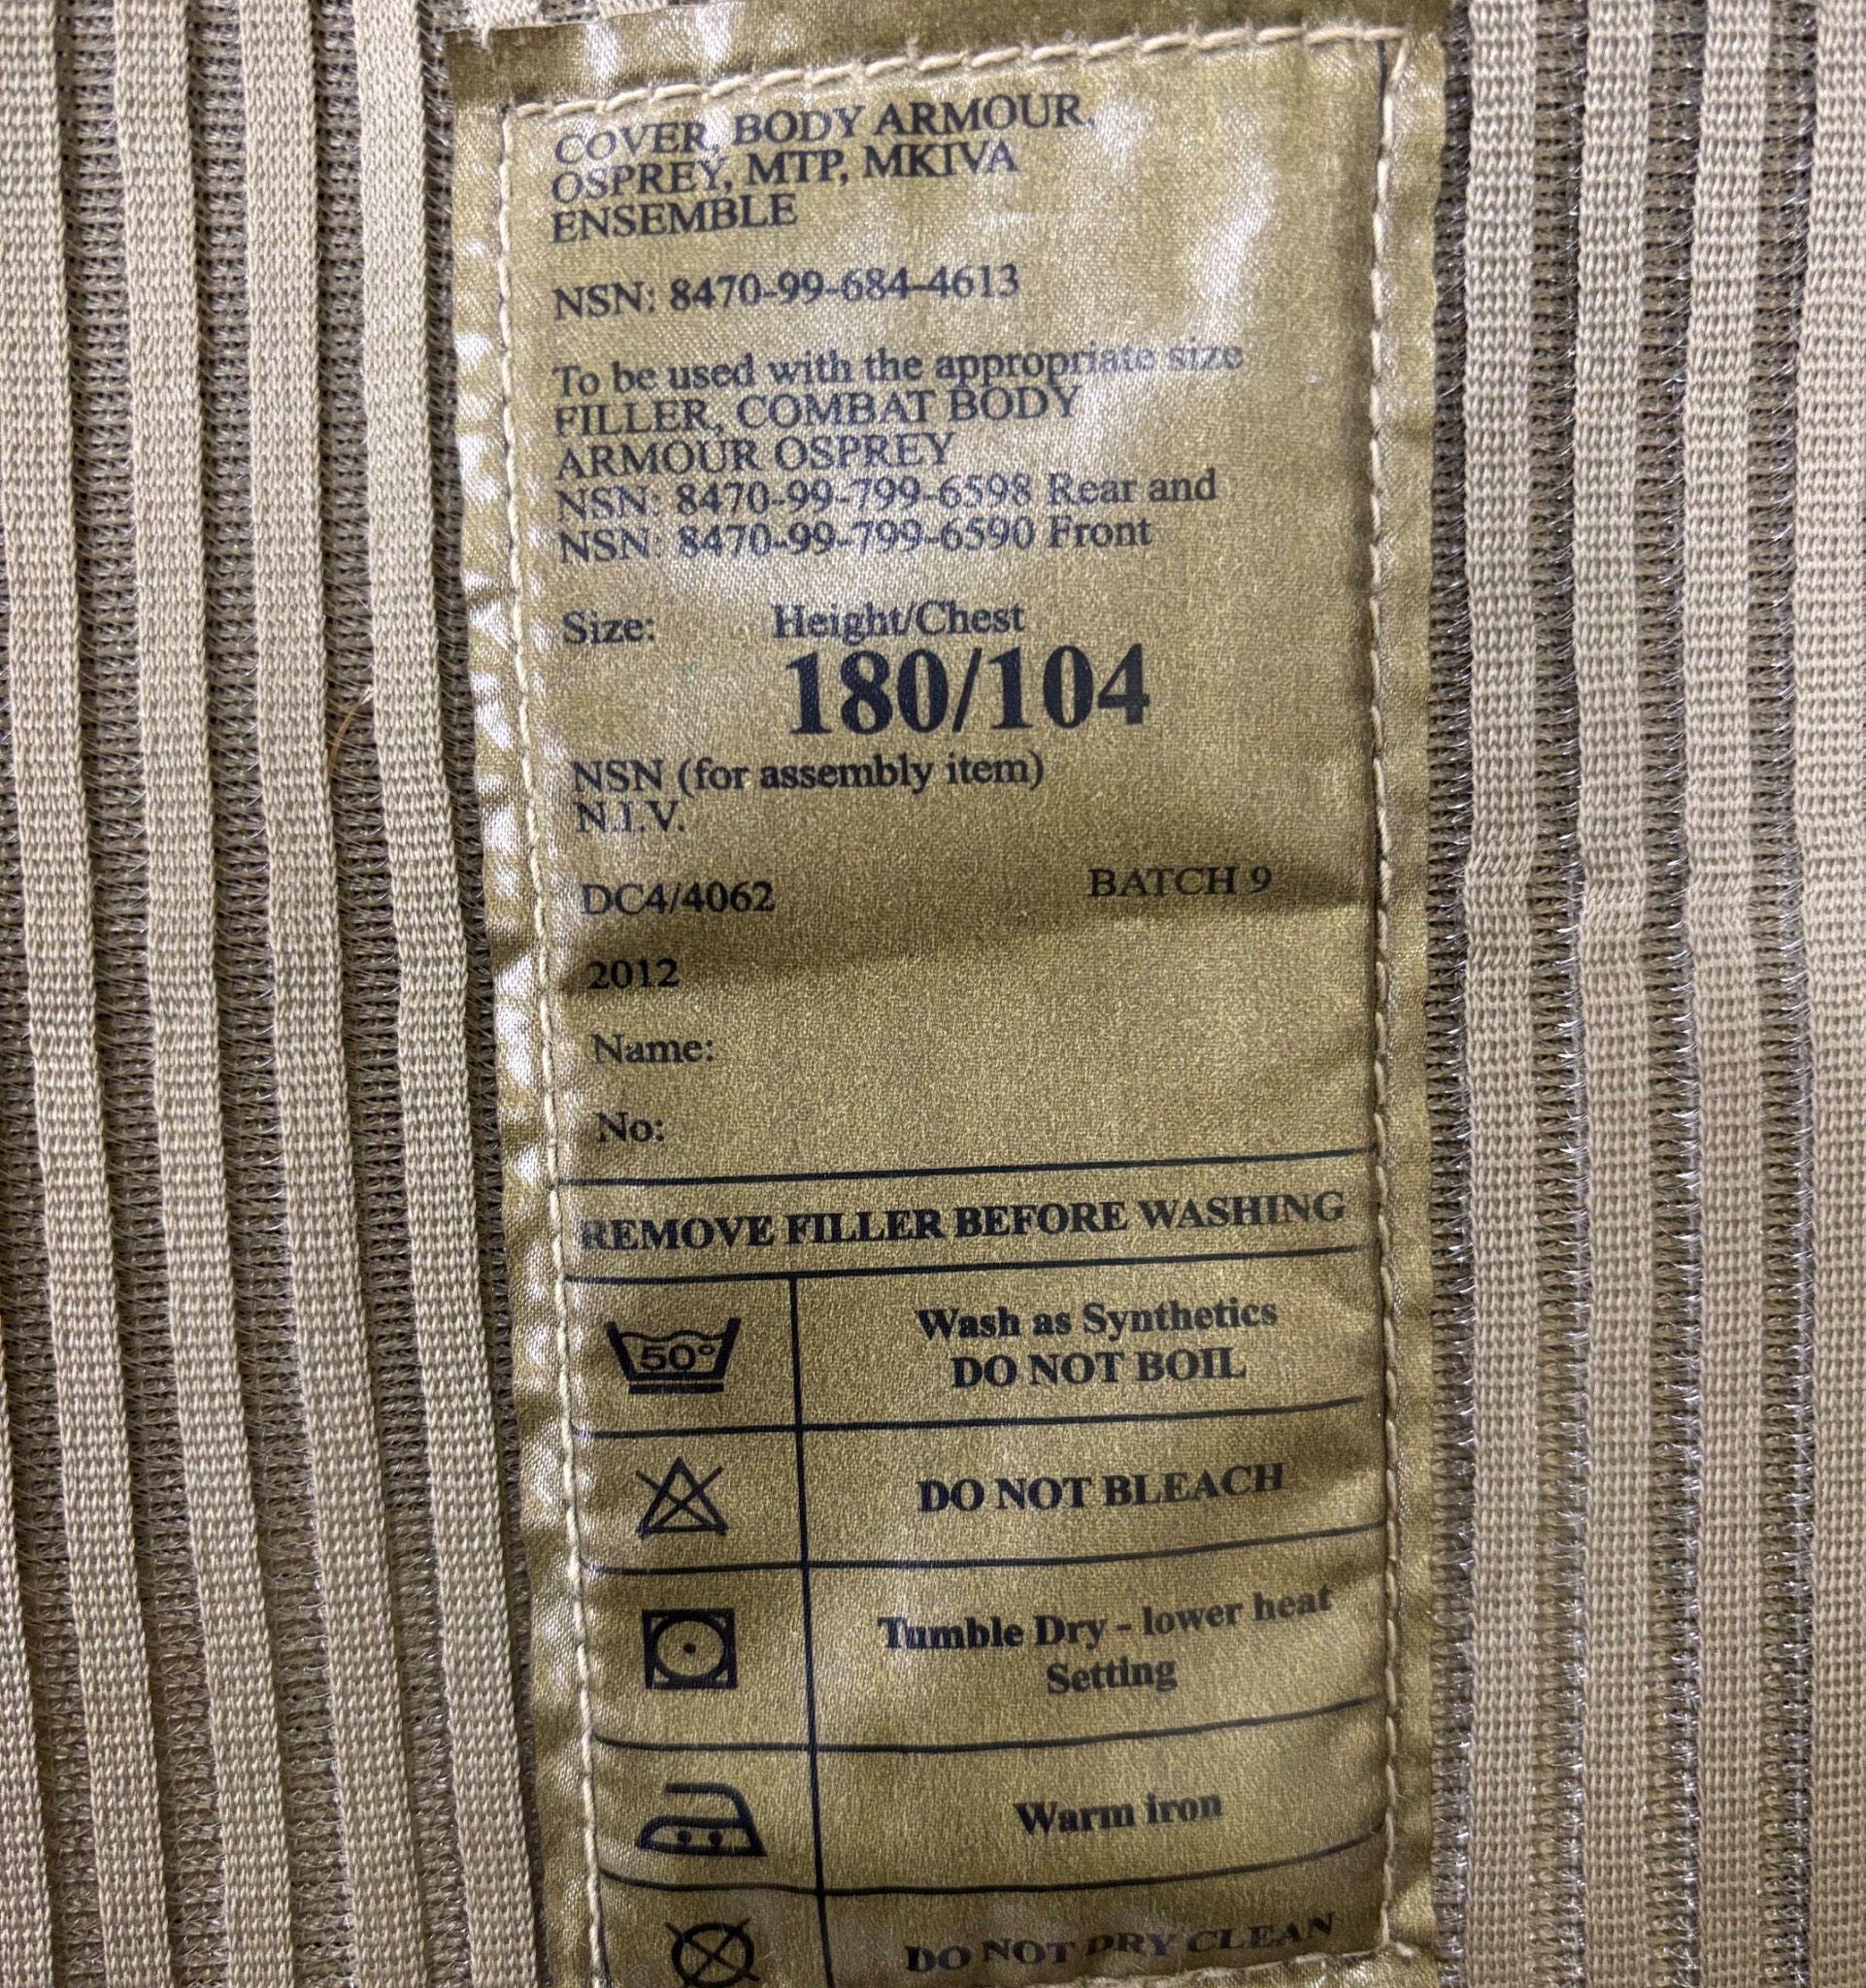 COVER, BODY ARMOUR,
OSPREY, MTP, MKIVA
ENSEMBLE
NSN: 8470-99-684-4613
To be used with the appropriate size
FILLER, COMBAT BODY
ARMOUR OSPREY
NSN: 8470-99-799-6598 Rear and
NSN: 8470-99-799-6590 Front
Size: Height/Chest
180/104
NSN (for assembly item)
N.I.V.
DC4/4062 BATCH 9
2012
Name:
No:
REMOVE FILLER BEFORE WASHING
50° Wash as Synthetics
DO NOT BOIL
DO NOT BLEACH
Tumble Dry - lower heat
Setting
Warm iron
DO NOT DRY CLEAN